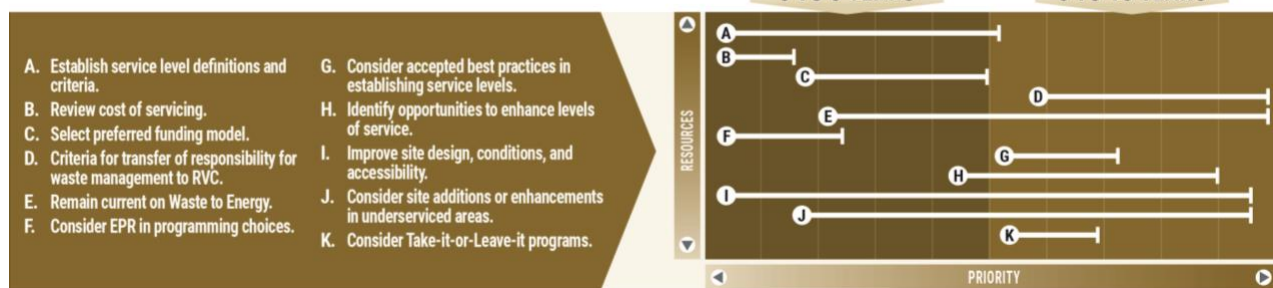 A. Establish service level definitions and
criteria.
B. Review cost of servicing.
C. Select preferred funding model.
D. Criteria for transfer of responsibility for
waste management to RVC.
E. Remain current on Waste to Energy.
F. Consider EPR in programming choices.
G. Consider accepted best practices in
establishing service levels.
H. Identify opportunities to enhance levels
of service.
I. Improve site design, conditions, and
accessibility.
J. Consider site additions or enhancements
in underserviced areas.
K. Consider Take-it-or-Leave-it programs.
RESOURCES
A
B
C
D
E
F
G
H
I
J
K
PRIORITY